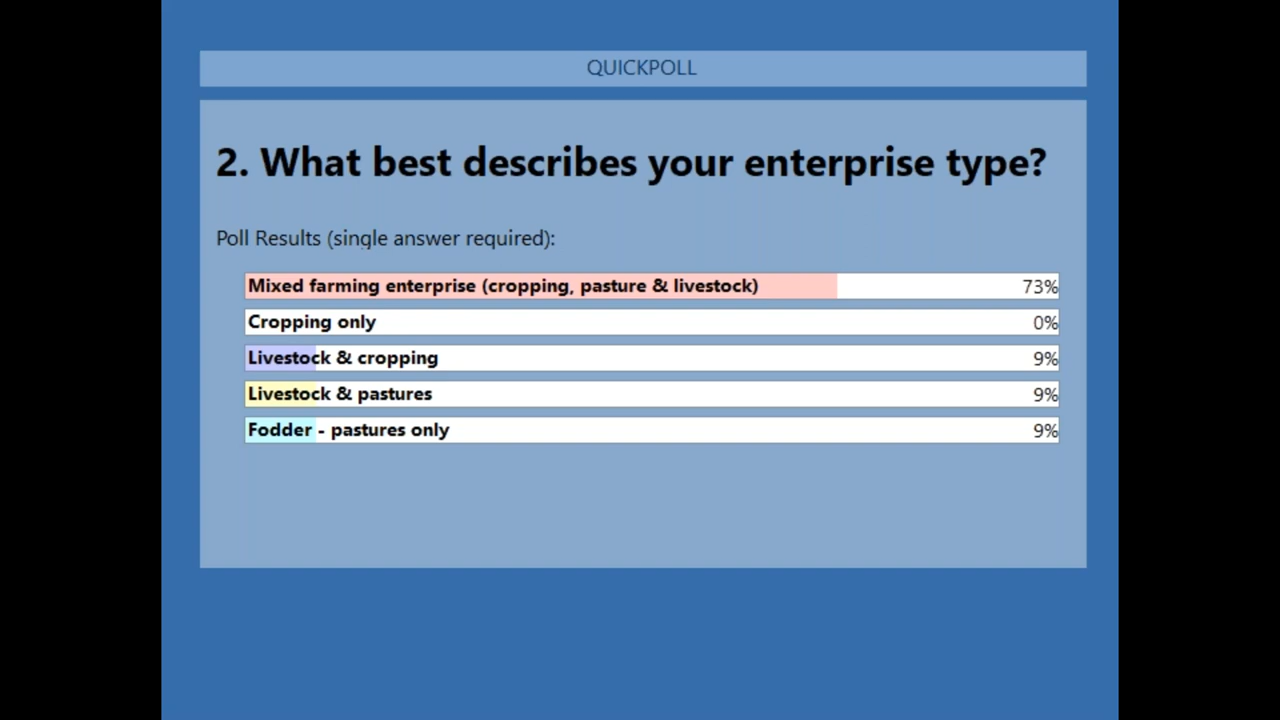 QUICKPOLL
2. What best describes your enterprise type?
Poll Results (single answer required):
Mixed farming enterprise (cropping, pasture & livestock) 73%
Cropping only 0%
Livestock & cropping 9%
Livestock & pastures 9%
Fodder - pastures only 9%